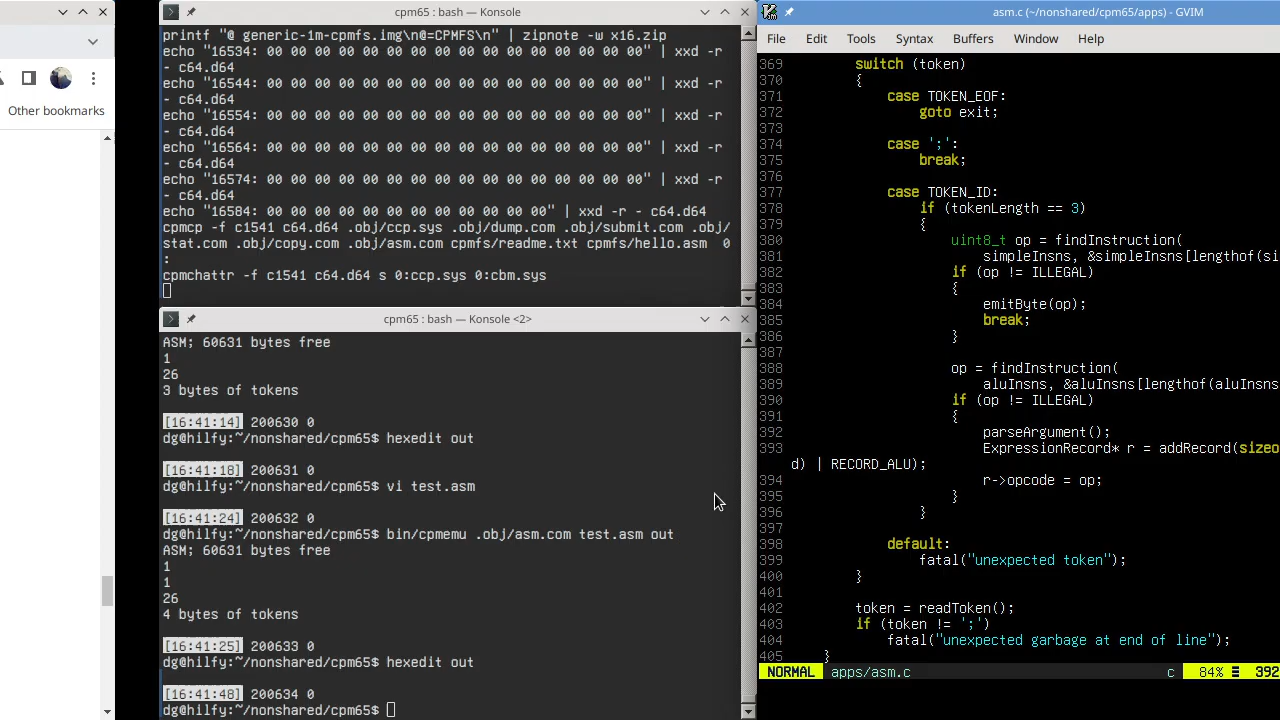 Other bookmarks
cpm65 : bash — Konsole
printf "@ generic-1m-cpmfs.img\n@=CPMFS\n" | zipnote -w x16.zip
echo "16534: 00 00 00 00 00 00 00 00 00 00 00 00 00 00 00 00" | xxd -r
- c64.d64
echo "16544: 00 00 00 00 00 00 00 00 00 00 00 00 00 00 00 00" | xxd -r
- c64.d64
echo "16554: 00 00 00 00 00 00 00 00 00 00 00 00 00 00 00 00" | xxd -r
- c64.d64
echo "16564: 00 00 00 00 00 00 00 00 00 00 00 00 00 00 00 00" | xxd -r
- c64.d64
echo "16574: 00 00 00 00 00 00 00 00 00 00 00 00 00 00 00 00" | xxd -r
- c64.d64
echo "16584: 00 00 00 00 00 00 00 00 00 00 00 00" | xxd -r - c64.d64
cpmcp -f c1541 c64.d64 .obj/ccp.sys .obj/dump.com .obj/submit.com .obj/
stat.com .obj/copy.com .obj/asm.com cpmfs/readme.txt cpmfs/hello.asm  0
:
cpmchattr -f c1541 c64.d64 s 0:ccp.sys 0:cbm.sys
cpm65 : bash — Konsole <2>
ASM; 60631 bytes free
1
26
3 bytes of tokens
[16:41:14] 200630 0
dg@hilfy:~/nonshared/cpm65$ hexedit out
[16:41:18] 200631 0
dg@hilfy:~/nonshared/cpm65$ vi test.asm
[16:41:24] 200632 0
dg@hilfy:~/nonshared/cpm65$ bin/cpmemu .obj/asm.com test.asm out
ASM; 60631 bytes free
1
1
26
4 bytes of tokens
[16:41:25] 200633 0
dg@hilfy:~/nonshared/cpm65$ hexedit out
[16:41:48] 200634 0
dg@hilfy:~/nonshared/cpm65$
asm.c (~/nonshared/cpm65/apps) - GVIM
File Edit Tools Syntax Buffers Window Help
369 switch (token)
370 {
371 case TOKEN_EOF:
372 goto exit;
373
374 case ';':
375 break;
376
377 case TOKEN_ID:
378 if (tokenLength == 3)
379 {
380 uint8_t op = findInstruction(
381 simpleInsns, &simpleInsns[lengthof(si
382 if (op != ILLEGAL)
383 {
384 emitByte(op);
385 break;
386 }
387
388 op = findInstruction(
389 aluInsns, &aluInsns[lengthof(aluInsns
390 if (op != ILLEGAL)
391 {
392 parseArgument();
393 ExpressionRecord* r = addRecord(sizeo
d) | RECORD_ALU);
394 r->opcode = op;
395 }
396 }
397
398 default:
399 fatal("unexpected token");
400 }
401
402 token = readToken();
403 if (token != ';')
404 fatal("unexpected garbage at end of line");
405 }
NORMAL apps/asm.c c 84% ☰ 392